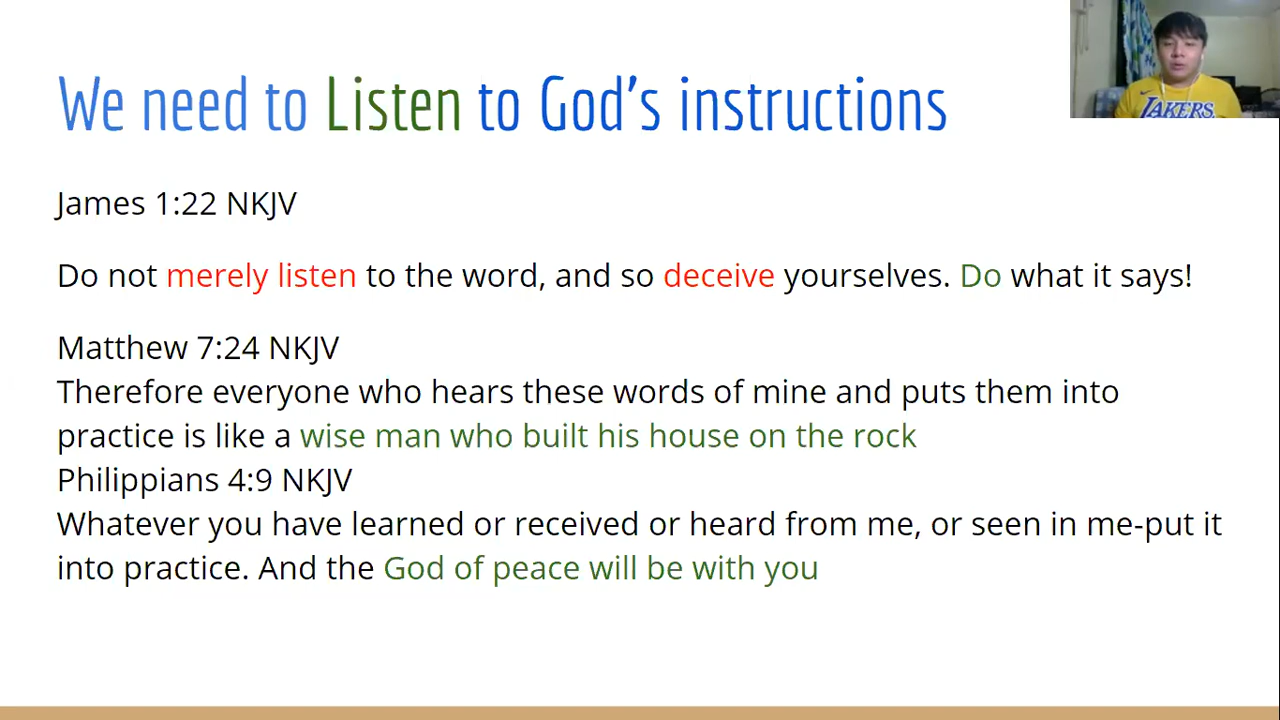 We need to Listen to God's instructions
LAKERS
James 1:22 NKJV
Do not merely listen to the word, and so deceive yourselves. Do what it says!
Matthew 7:24 NKJV
Therefore everyone who hears these words of mine and puts them into
practice is like a wise man who built his house on the rock
Philippians 4:9 NKJV
Whatever you have learned or received or heard from me, or seen in me-put it
into practice. And the God of peace will be with you